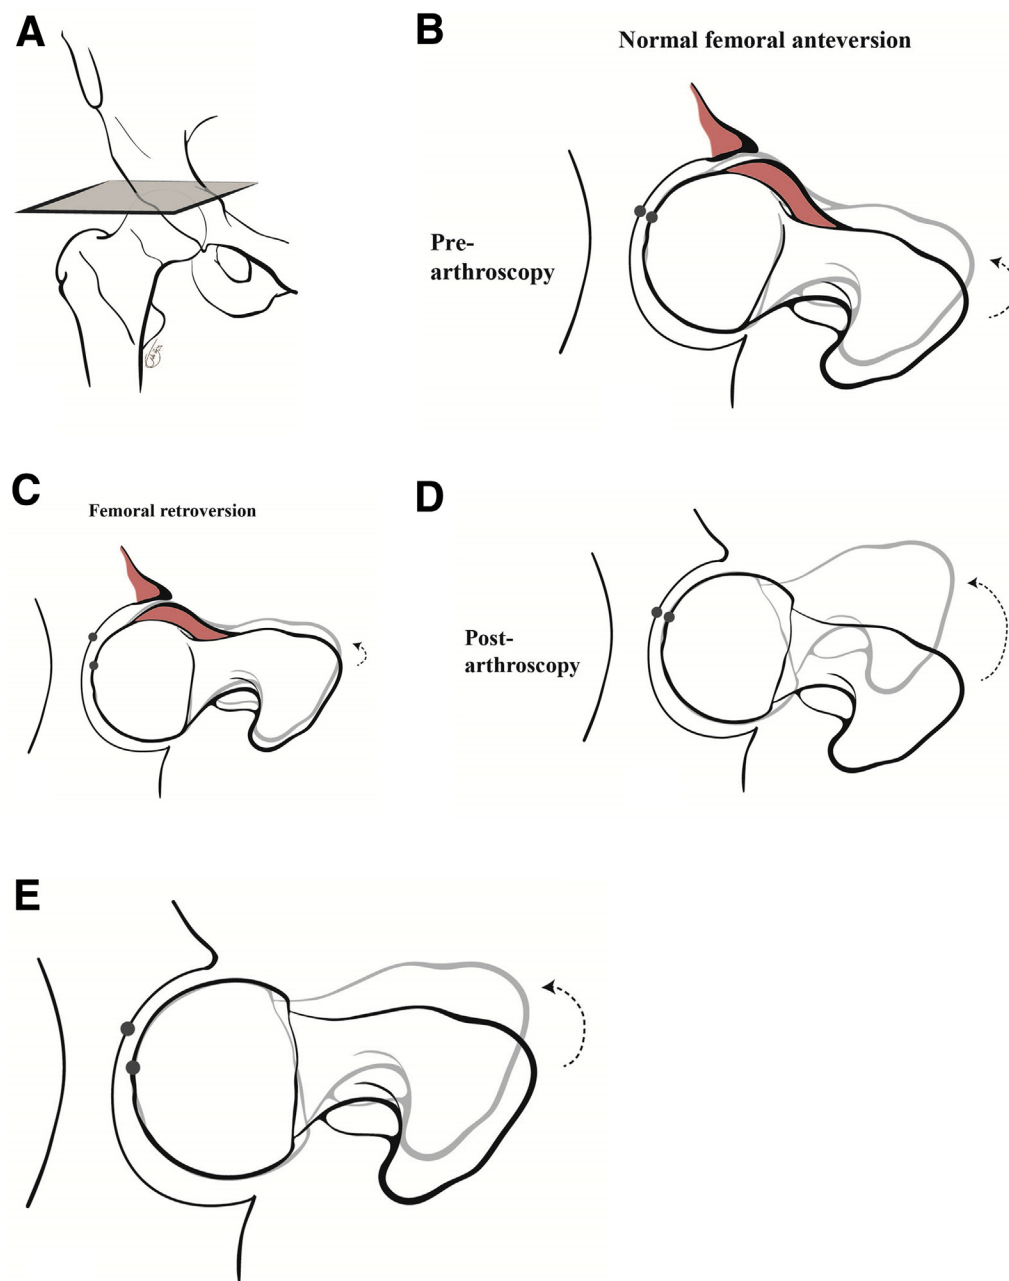 A
B
Normal femoral anteversion
Pre-
arthroscopy
C
Femoral retroversion
D
Post-
arthroscopy
E